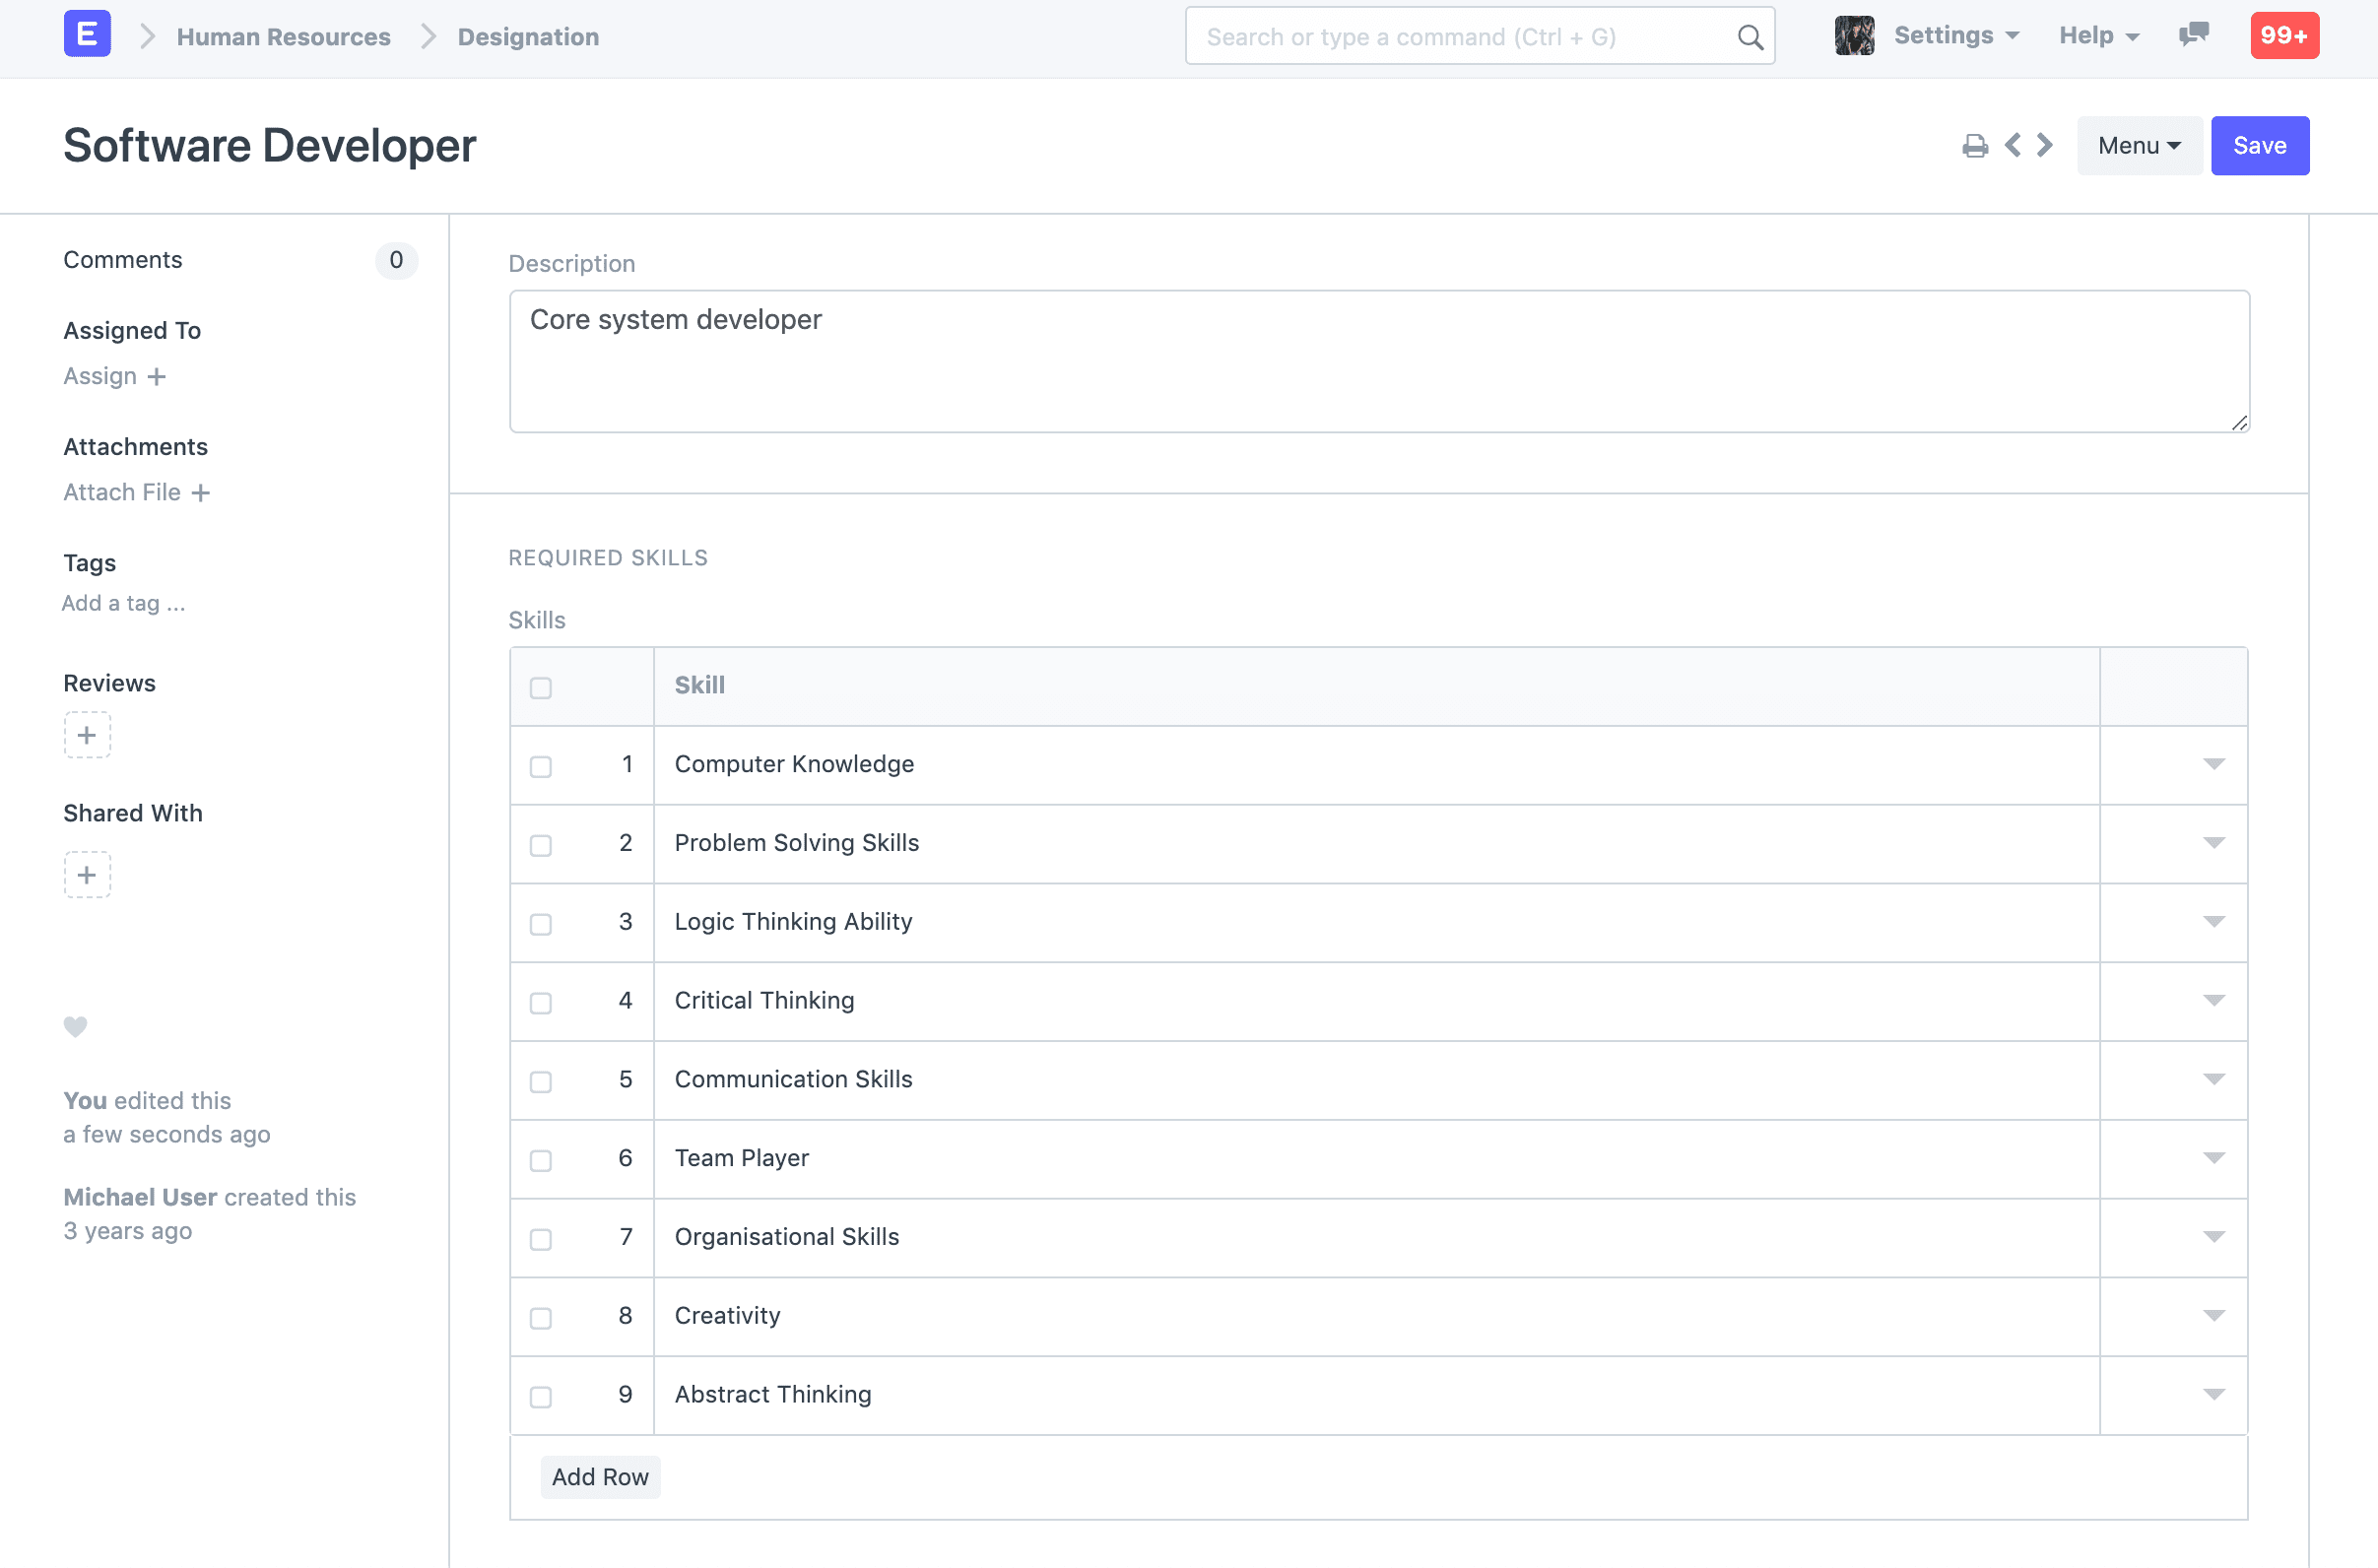 E
Human Resources
Designation
Search or type a command (Ctrl + G)
Settings
Help
99+
Software Developer
Menu
Save
Comments
0
Assigned To
Assign +
Attachments
Attach File +
Tags
Add a tag ...
Reviews
+
Shared With
+
You edited this
a few seconds ago
Michael User created this
3 years ago
Description
Core system developer
REQUIRED SKILLS
Skills
Skill
1 Computer Knowledge
2 Problem Solving Skills
3 Logic Thinking Ability
4 Critical Thinking
5 Communication Skills
6 Team Player
7 Organisational Skills
8 Creativity
9 Abstract Thinking
Add Row